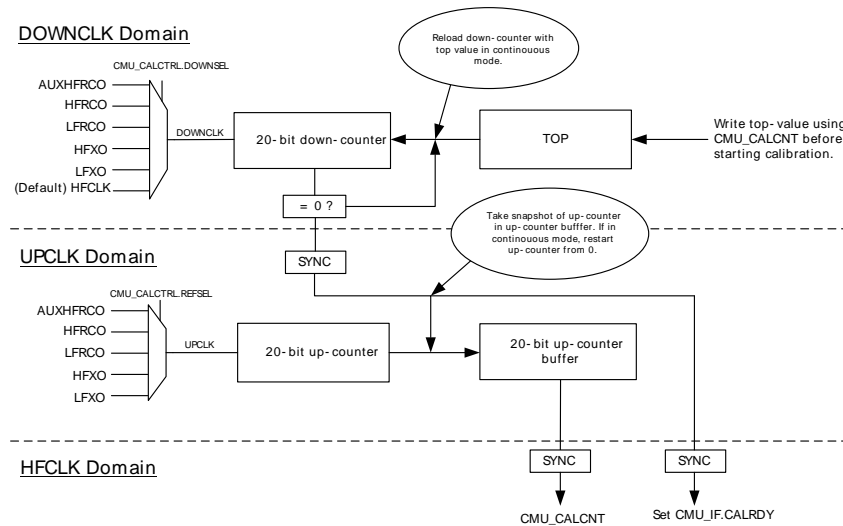 DOWNCLK Domain
Reload down-counter with
top value in continouous
mode.
CMU_CALCTRL.DOWNSEL
AUXHFRCO
HFRCO
LFRCO
HFXO
LFXO
(Default) HFCLK
DOWNCLK
20-bit down-counter
TOP
Write top-value using
CMU_CALCNT before
starting calibration.
= 0 ?
Take snapshot of up-counter
in up-counter bufffer. If in
continouous mode, restart
up-counter from 0.
SYNC
UPCLK Domain
CMU_CALCTRL.REFSEL
AUXHFRCO
HFRCO
LFRCO
HFXO
LFXO
UPCLK
20-bit up-counter
20-bit up-counter
buffer
HFCLK Domain
SYNC
SYNC
CMU_CALCNT
Set CMU_IF.CALRDY